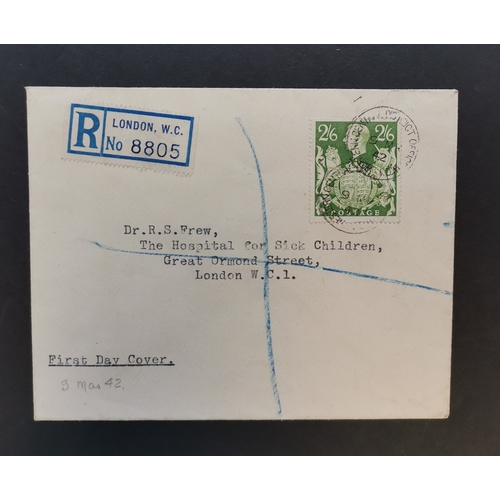 R
LONDON, W.C.
No 8805
2/6 2/6
POSTAGE
Dr.R.S.Frew,
The Hospital for Sick Children,
Great Ormond Street,
London W.C.1.
First Day Cover.
9 Mar 42.